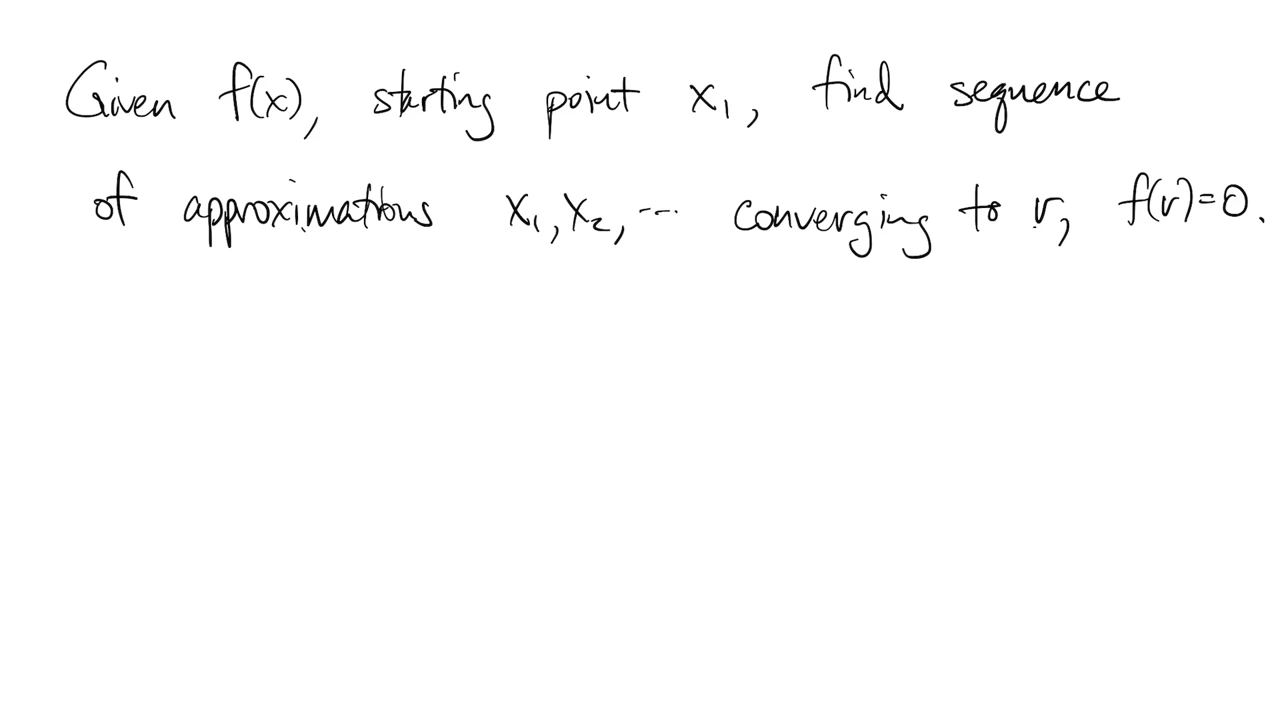 Given f(x), starting point x₁, find sequence
of approximations x₁, x₂, ... converging to r, f(r)=0.